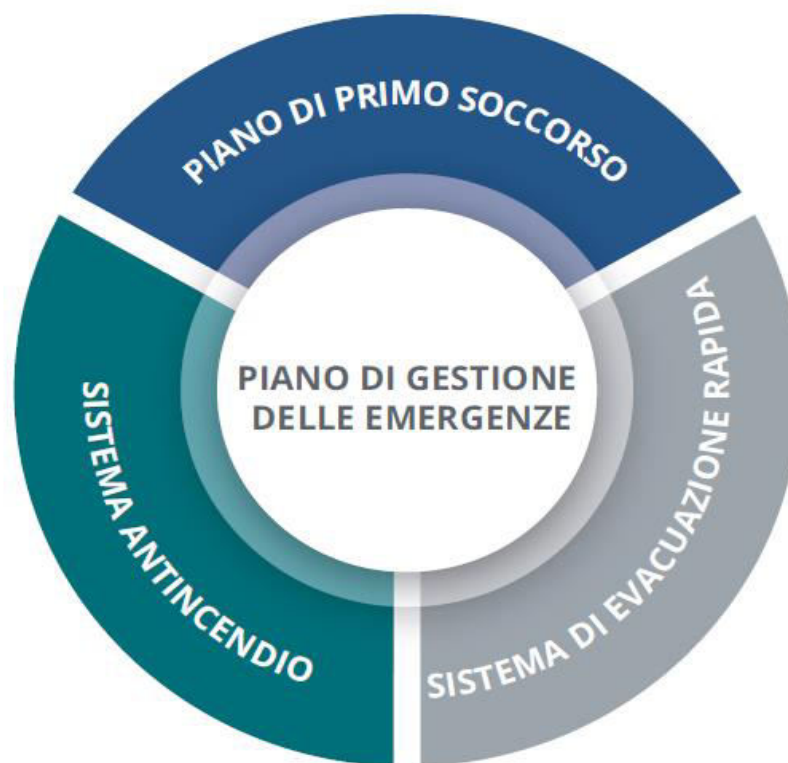 PIANO DI PRIMO SOCCORSO
PIANO DI GESTIONE
DELLE EMERGENZE
SISTEMA ANTINCENDIO
SISTEMA DI EVACUAZIONE RAPIDA